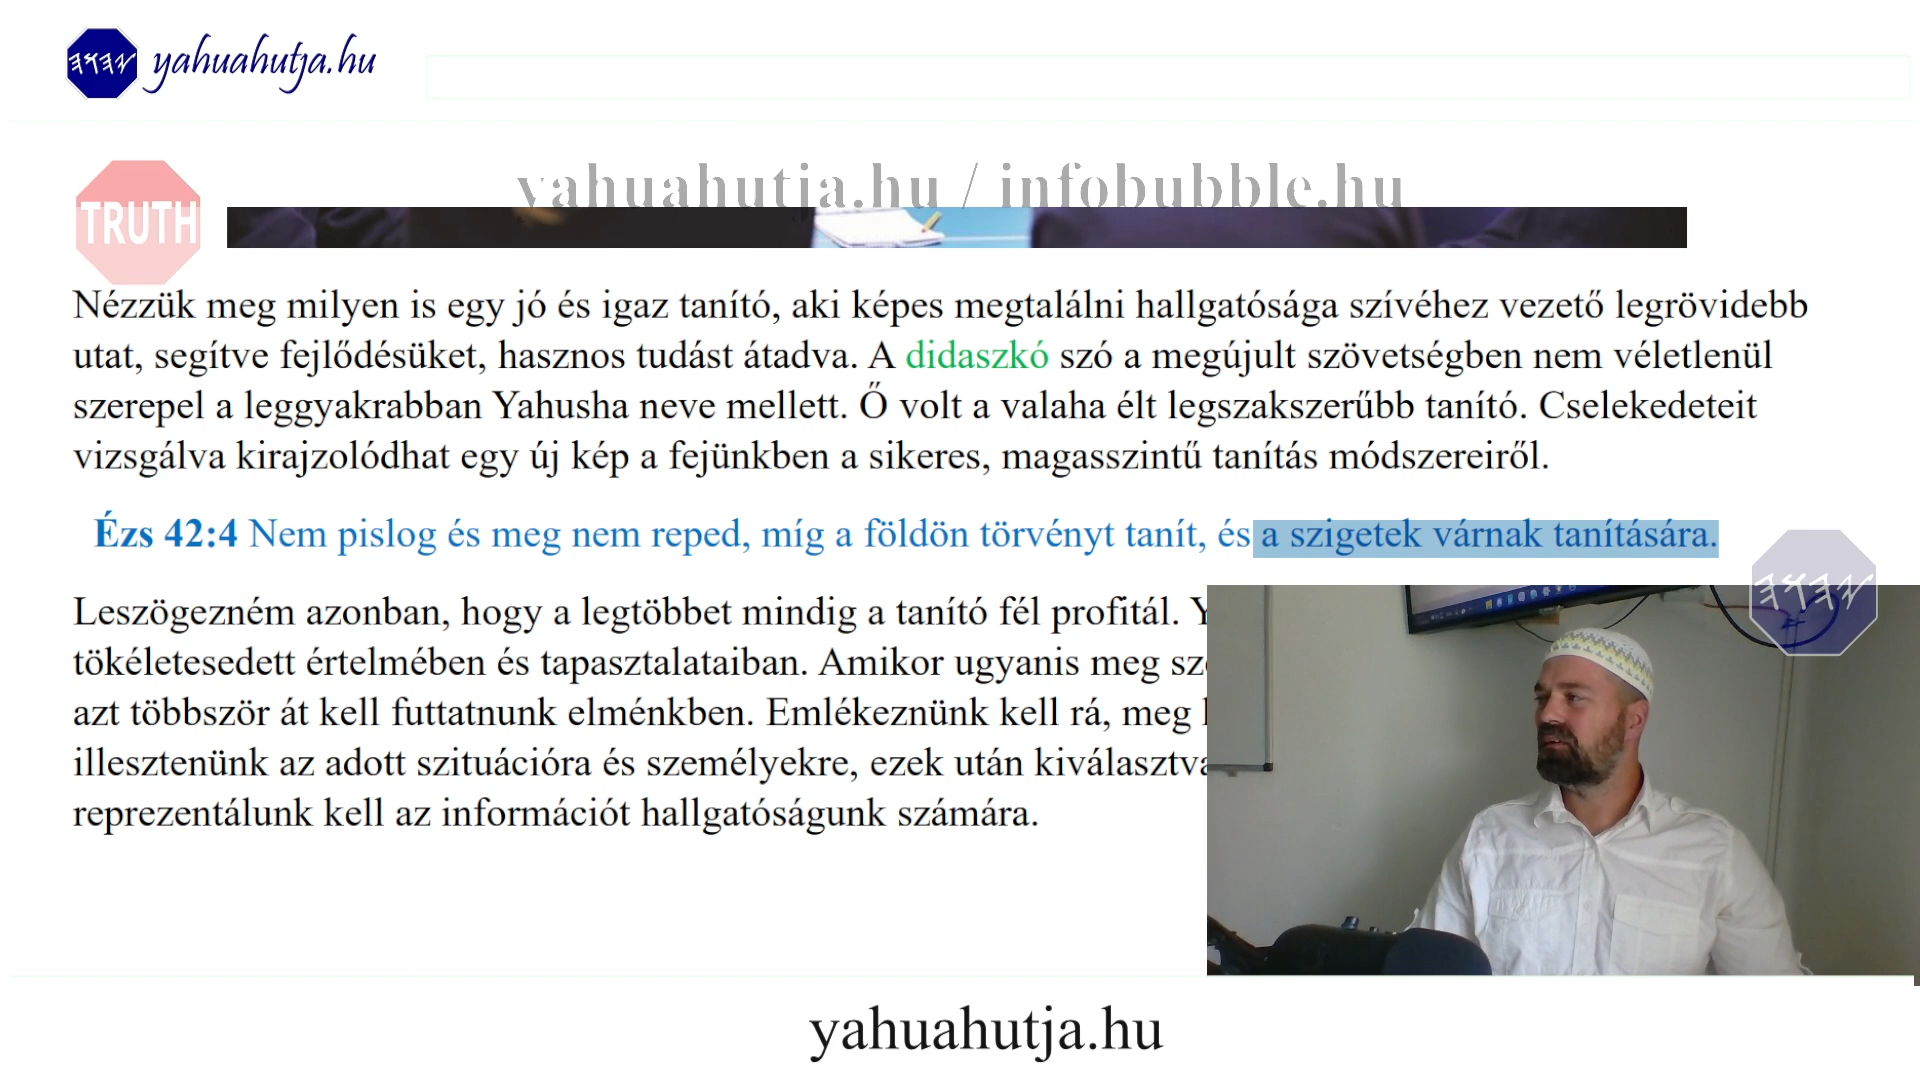 yahuahutja.hu
yahuahutja.hu / infobubble.hu
TRUTH
Nézzük meg milyen is egy jó és igaz tanító, aki képes megtalálni hallgatósága szívéhez vezető legrövidebb
utat, segítve fejlődésüket, hasznos tudást átadva. A didaszkó szó a megújult szövetségben nem véletlenül
szerepel a leggyakrabban Yahusha neve mellett. Ő volt a valaha élt legszakszerűbb tanító. Cselekedeteit
vizsgálva kirajzolódhat egy új kép a fejünkben a sikeres, magasszintű tanítás módszereiről.
Ézs 42:4 Nem pislog és meg nem reped, míg a földön törvényt tanít, és a szigetek várnak tanítására.
Leszögezném azonban, hogy a legtöbbet mindig a tanító fél profitál. Y
tökéletesedett értelmében és tapasztalataiban. Amikor ugyanis meg sz
azt többször át kell futtatnunk elménkben. Emlékeznünk kell rá, meg
illesztenünk az adott szituációra és személyekre, ezek után kiválasztva
reprezentálunk kell az információt hallgatóságunk számára.
yahuahutja.hu